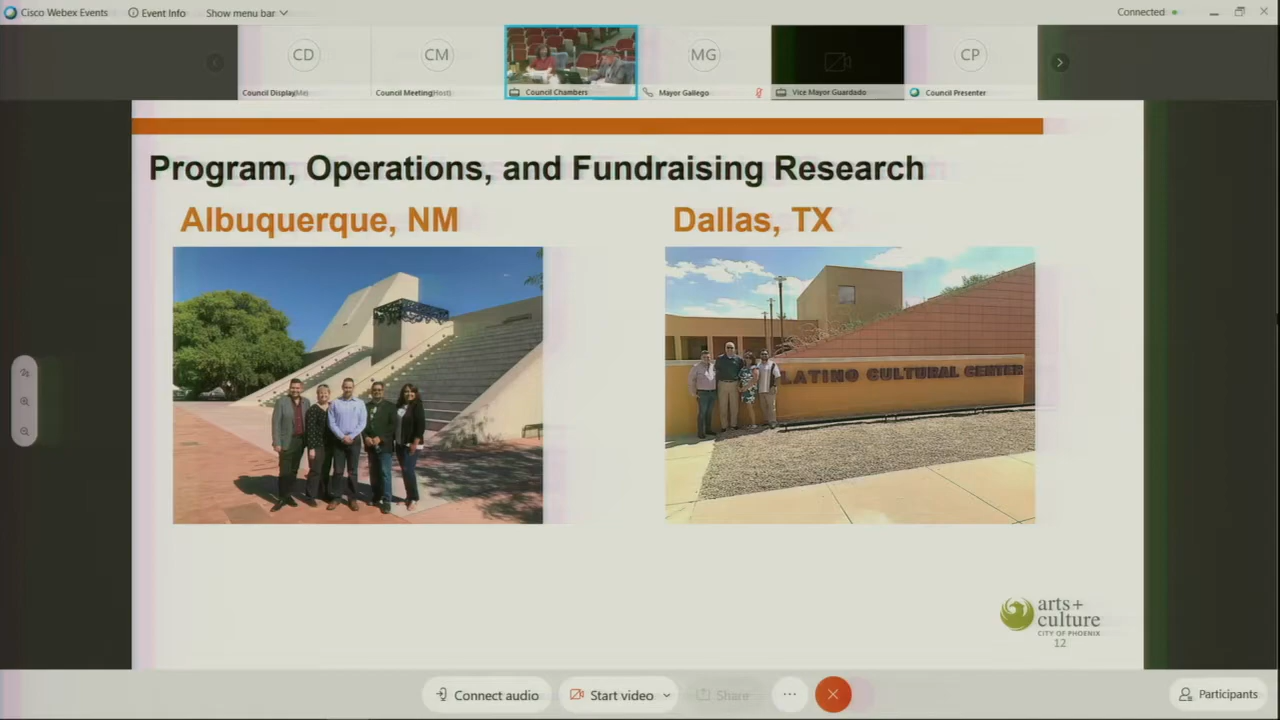 Cisco Webex Events
Event Info
Show menu bar
Connected
CD
CM
MG
CP
Council Display(Me)
Council Meeting(Host)
Council Chambers
Mayor Gallego
Vice Mayor Guardado
Council Presenter
Program, Operations, and Fundraising Research
Albuquerque, NM
Dallas, TX
LATINO CULTURAL CENTER
arts+
culture
CITY OF PHOENIX
12
Connect audio
Start video
Share
Participants